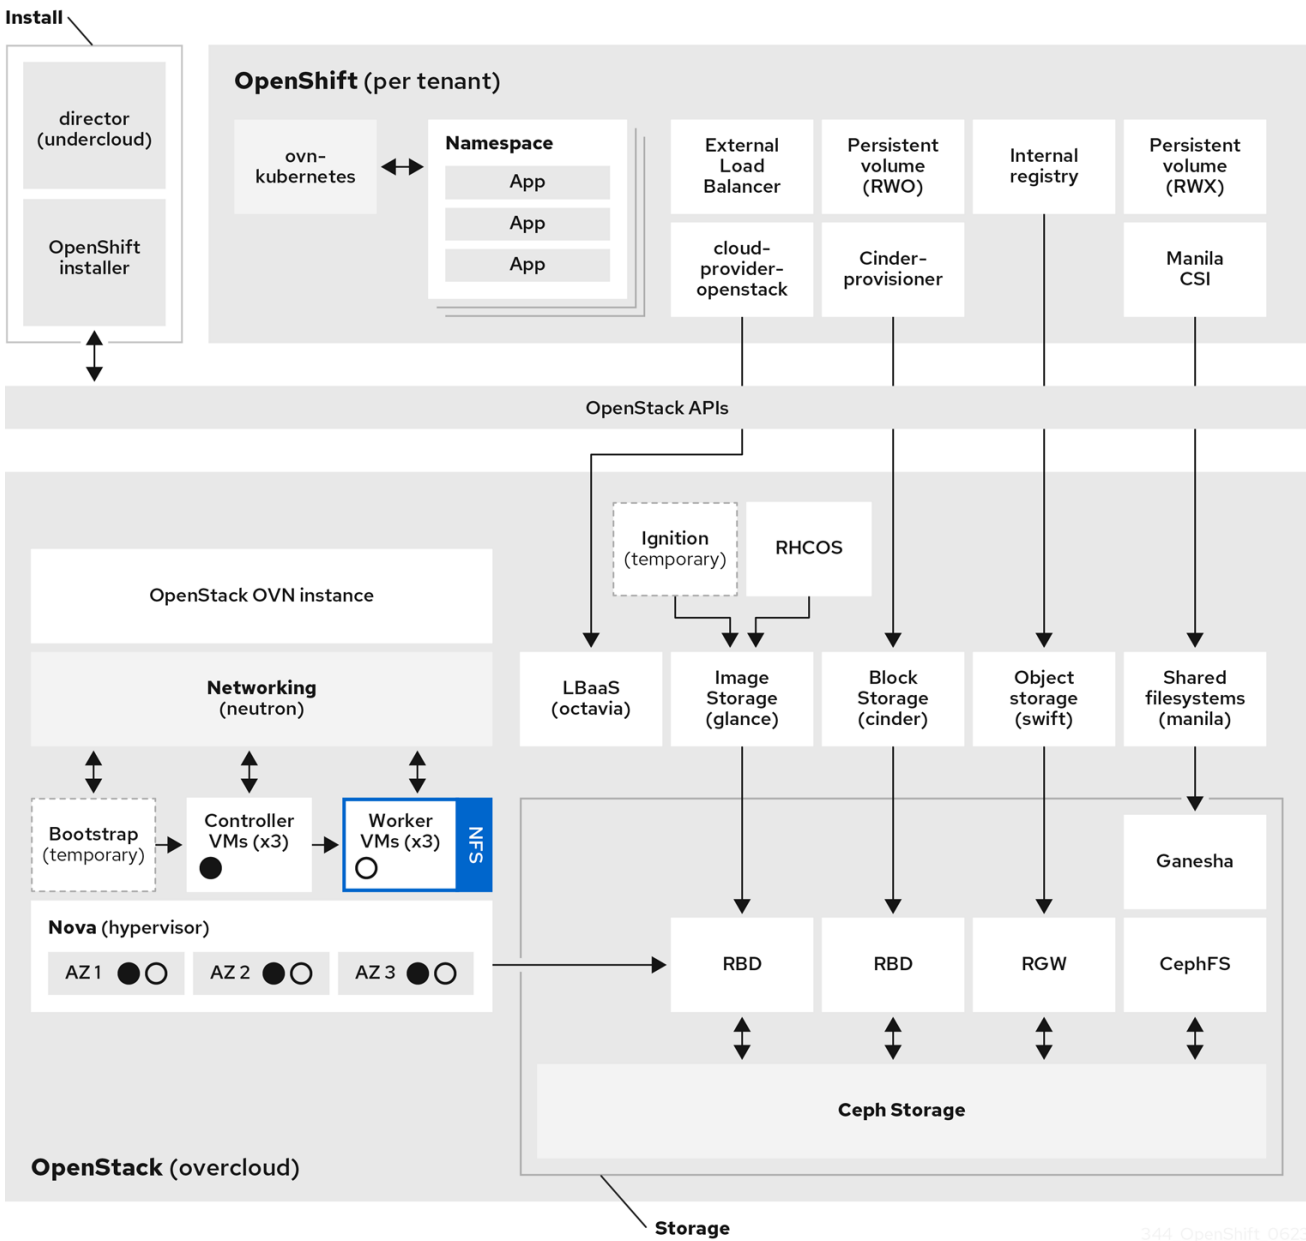 Install
director
(undercloud)
OpenShift
installer
OpenShift (per tenant)
ovn-
kubernetes
Namespace
App
App
App
External
Load
Balancer
cloud-
provider-
openstack
Persistent
volume
(RWO)
Cinder-
provisioner
Internal
registry
Persistent
volume
(RWX)
Manila
CSI
OpenStack APIs
Ignition
(temporary)
RHCOS
OpenStack OVN instance
Networking
(neutron)
LBaaS
(octavia)
Image
Storage
(glance)
Block
Storage
(cinder)
Object
storage
(swift)
Shared
filesystems
(manila)
Bootstrap
(temporary)
Controller
VMs (x3)
Worker
VMs (x3)
NFS
Nova (hypervisor)
AZ 1
AZ 2
AZ 3
Ganesha
RBD
RBD
RGW
CephFS
Ceph Storage
OpenStack (overcloud)
Storage
344 OpenShift 0623